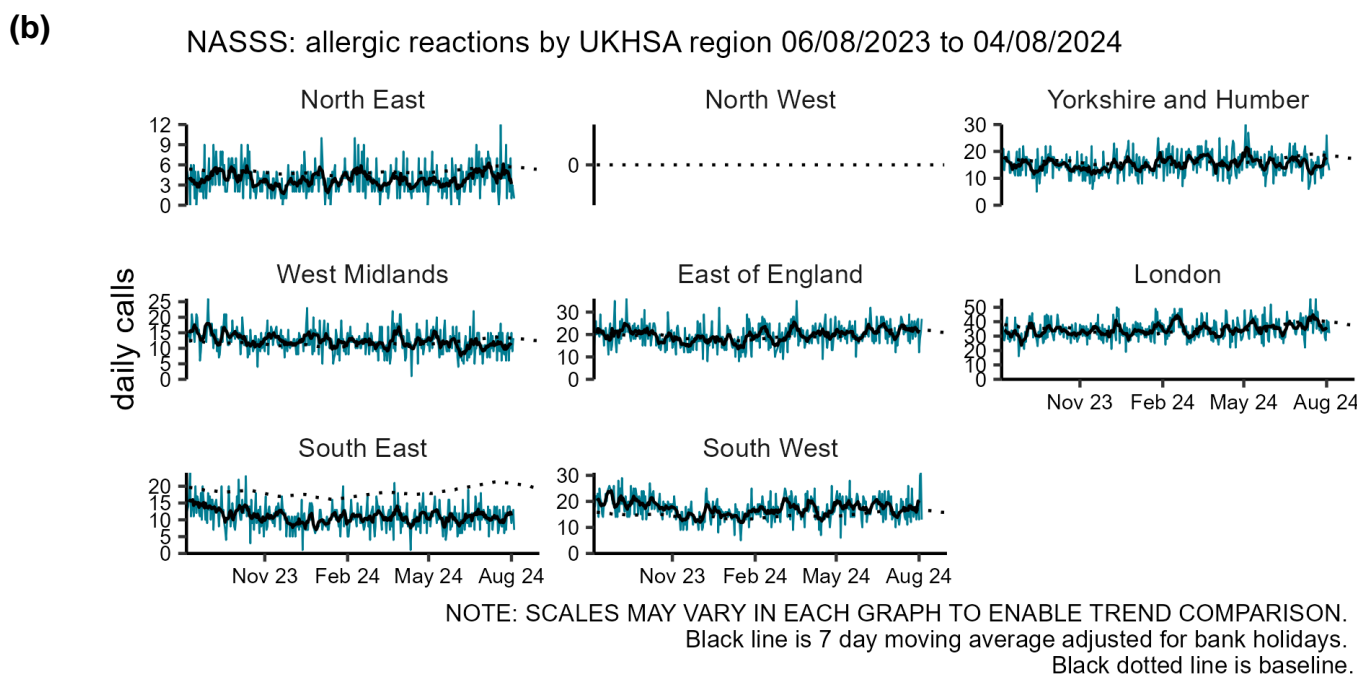 (b)
NASSS: allergic reactions by UKHSA region 06/08/2023 to 04/08/2024
North East
North West
Yorkshire and Humber
12
9
6
3
0
0
30
20
10
0
daily calls
West Midlands
East of England
London
25
20
15
10
5
0
30
20
10
0
50
40
30
20
10
0
Nov 23 Feb 24 May 24 Aug 24
South East
South West
20
15
10
5
0
30
20
10
0
Nov 23 Feb 24 May 24 Aug 24
Nov 23 Feb 24 May 24 Aug 24
NOTE: SCALES MAY VARY IN EACH GRAPH TO ENABLE TREND COMPARISON.
Black line is 7 day moving average adjusted for bank holidays.
Black dotted line is baseline.